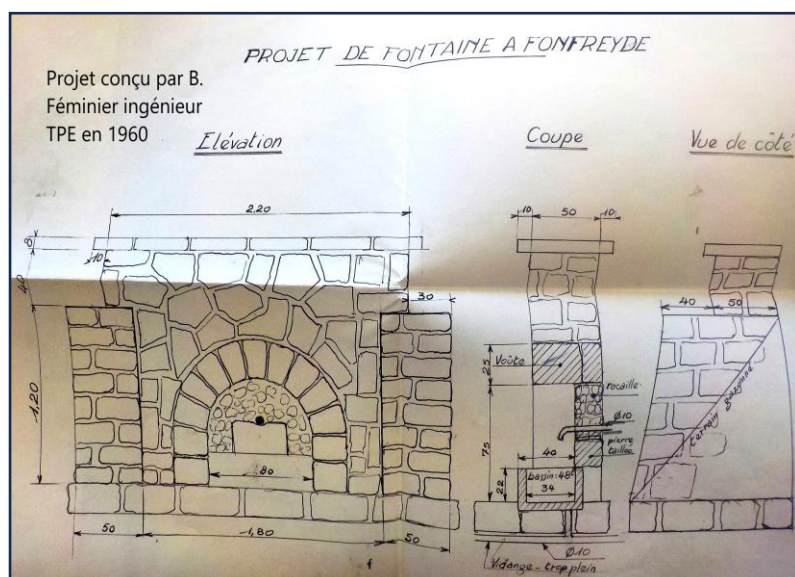 PROJET DE FONTAINE A FONFREYDE
Projet conçu par B.
Féminier ingénieur
TPE en 1960
Elévation
Coupe
Vue de côté
2,20
10
50
10
8
10
40
30
40
50
Voûte
25
rocaille
Ø10
1,20
75
pierre
taillée
terrain gazonné
40
22
34
,80
50
1,80
50
Ø10
Vidange - trop plein